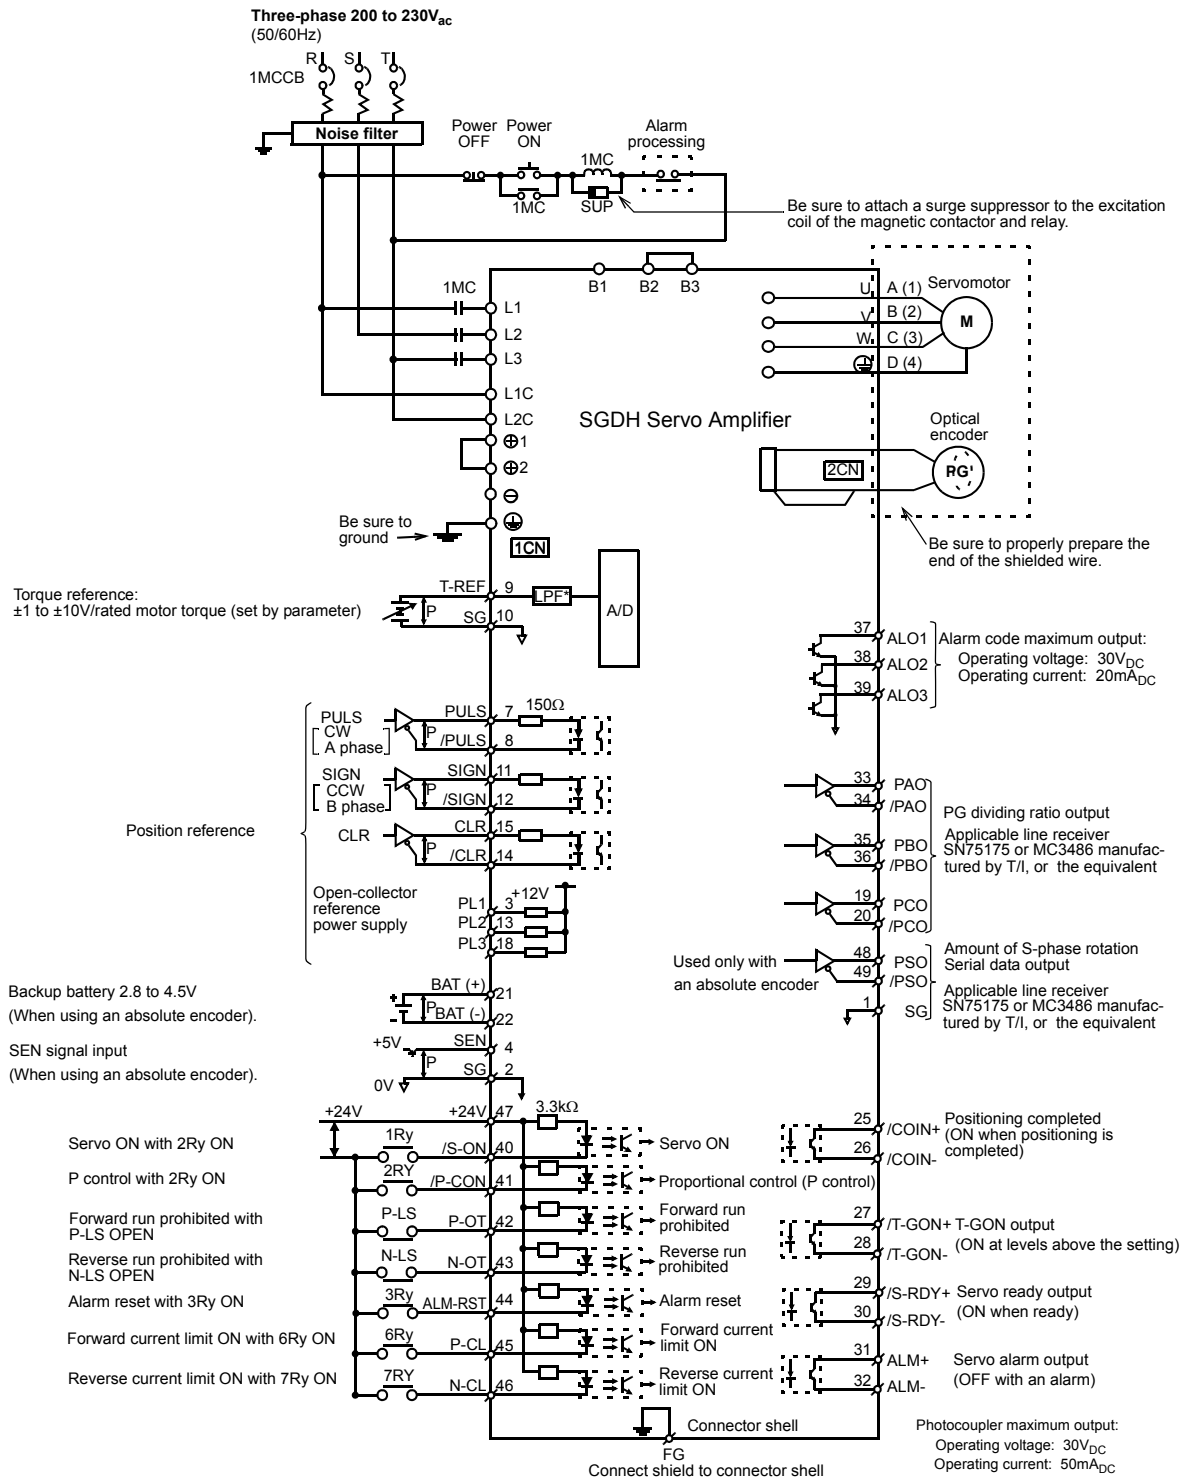 Three-phase 200 to 230Vac
(50/60Hz)
R S T
1MCCB
Noise filter
Power OFF
Power ON
Alarm processing
1MC
1MC
SUP
Be sure to attach a surge suppressor to the excitation
coil of the magnetic contactor and relay.
B1 B2 B3
1MC
L1
L2
L3
L1C
L2C
1
2
U A (1)
V B (2)
W C (3)
D (4)
Servomotor
M
SGDH Servo Amplifier
Optical
encoder
2CN
PG
Be sure to
ground
1CN
Be sure to properly prepare the
end of the shielded wire.
Torque reference:
±1 to ±10V/rated motor torque (set by parameter)
P
T-REF 9
SG 10
LPF*
A/D
37 ALO1
38 ALO2
39 ALO3
Alarm code maximum output:
Operating voltage: 30VDC
Operating current: 20mADC
Position reference
PULS
CW
A phase
P
PULS 7
/PULS 8
150Ω
SIGN
CCW
B phase
P
SIGN 11
/SIGN 12
CLR
P
CLR 15
/CLR 14
Open-collector
reference
power supply
+12V
PL1 3
PL2 13
PL3 18
33 PAO
34 /PAO
35 PBO
36 /PBO
19 PCO
20 /PCO
PG dividing ratio output
Applicable line receiver
SN75175 or MC3486 manufac-
tured by T/I, or the equivalent
Used only with
an absolute encoder
48 PSO
49 /PSO
1 SG
Amount of S-phase rotation
Serial data output
Applicable line receiver
SN75175 or MC3486 manufac-
tured by T/I, or the equivalent
Backup battery 2.8 to 4.5V
(When using an absolute encoder).
+
-
P
BAT (+) 21
BAT (-) 22
SEN signal input
(When using an absolute encoder).
+5V
P
0V
SEN 4
SG 2
+24V
+24V 47
3.3kΩ
Servo ON with 2Ry ON
1Ry
/S-ON 40
Servo ON
P control with 2Ry ON
2RY
/P-CON 41
Proportional control (P control)
Forward run prohibited with
P-LS OPEN
P-LS
P-OT 42
Forward run
prohibited
Reverse run prohibited with
N-LS OPEN
N-LS
N-OT 43
Reverse run
prohibited
Alarm reset with 3Ry ON
3Ry
ALM-RST 44
Alarm reset
Forward current limit ON with 6Ry ON
6Ry
P-CL 45
Forward current
limit ON
Reverse current limit ON with 7Ry ON
7RY
N-CL 46
Reverse current
limit ON
25 /COIN+
26 /COIN-
Positioning completed
(ON when positioning is
completed)
27 /T-GON+
28 /T-GON-
T-GON output
(ON at levels above the setting)
29 /S-RDY+
30 /S-RDY-
Servo ready output
(ON when ready)
31 ALM+
32 ALM-
Servo alarm output
(OFF with an alarm)
Connector shell
FG
Connect shield to connector shell
Photocoupler maximum output:
Operating voltage: 30VDC
Operating current: 50mADC